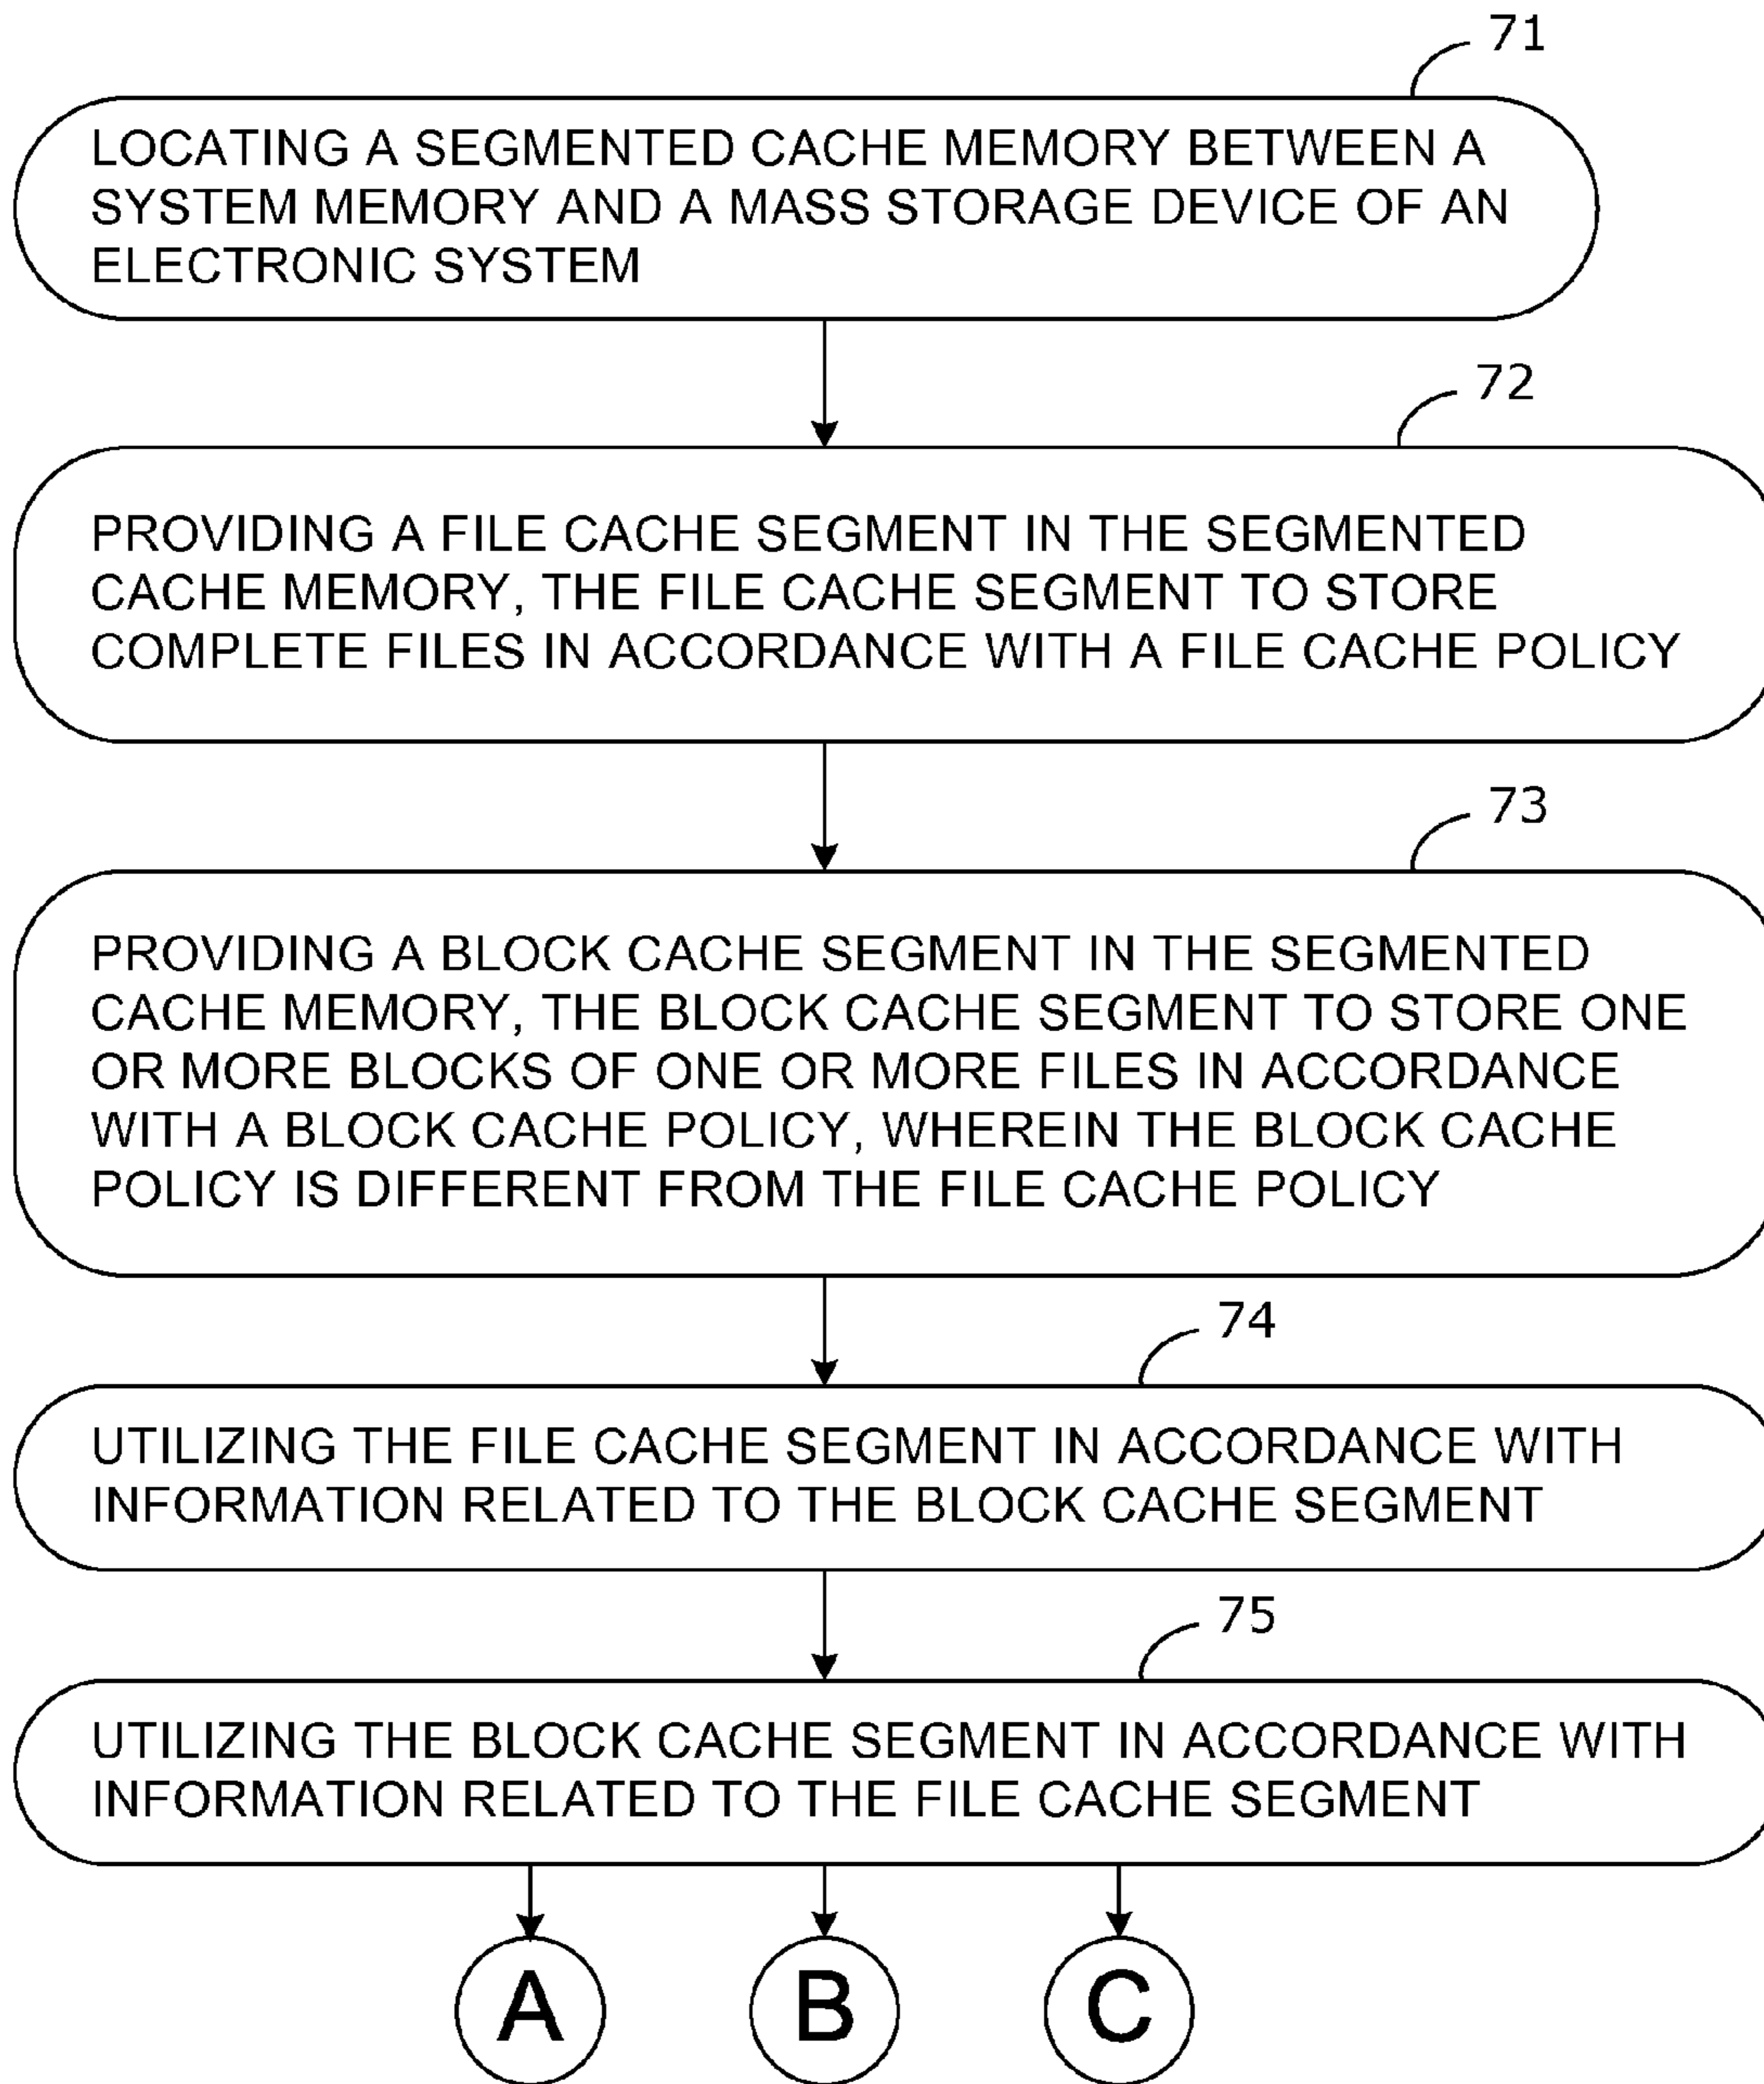 71
LOCATING A SEGMENTED CACHE MEMORY BETWEEN A
SYSTEM MEMORY AND A MASS STORAGE DEVICE OF AN
ELECTRONIC SYSTEM
72
PROVIDING A FILE CACHE SEGMENT IN THE SEGMENTED
CACHE MEMORY, THE FILE CACHE SEGMENT TO STORE
COMPLETE FILES IN ACCORDANCE WITH A FILE CACHE POLICY
73
PROVIDING A BLOCK CACHE SEGMENT IN THE SEGMENTED
CACHE MEMORY, THE BLOCK CACHE SEGMENT TO STORE ONE
OR MORE BLOCKS OF ONE OR MORE FILES IN ACCORDANCE
WITH A BLOCK CACHE POLICY, WHEREIN THE BLOCK CACHE
POLICY IS DIFFERENT FROM THE FILE CACHE POLICY
74
UTILIZING THE FILE CACHE SEGMENT IN ACCORDANCE WITH
INFORMATION RELATED TO THE BLOCK CACHE SEGMENT
75
UTILIZING THE BLOCK CACHE SEGMENT IN ACCORDANCE WITH
INFORMATION RELATED TO THE FILE CACHE SEGMENT
A B C